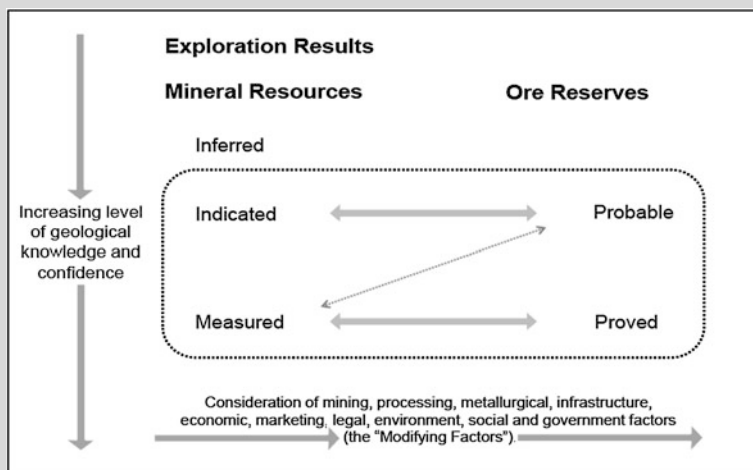 Exploration Results
Mineral Resources
Ore Reserves
Inferred
Indicated
Probable
Measured
Proved
Increasing level
of geological
knowledge and
confidence
Consideration of mining, processing, metallurgical, infrastructure,
economic, marketing, legal, environment, social and government factors
(the “Modifying Factors”).